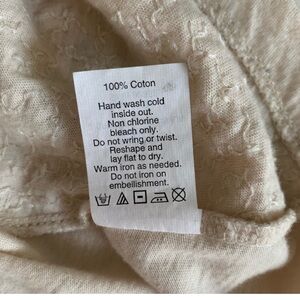 100% Coton
Hand wash cold
inside out.
Non chlorine
bleach only.
Do not wring or twist.
Reshape and
lay flat to dry.
Warm iron as needed.
Do not iron on
embellishment.